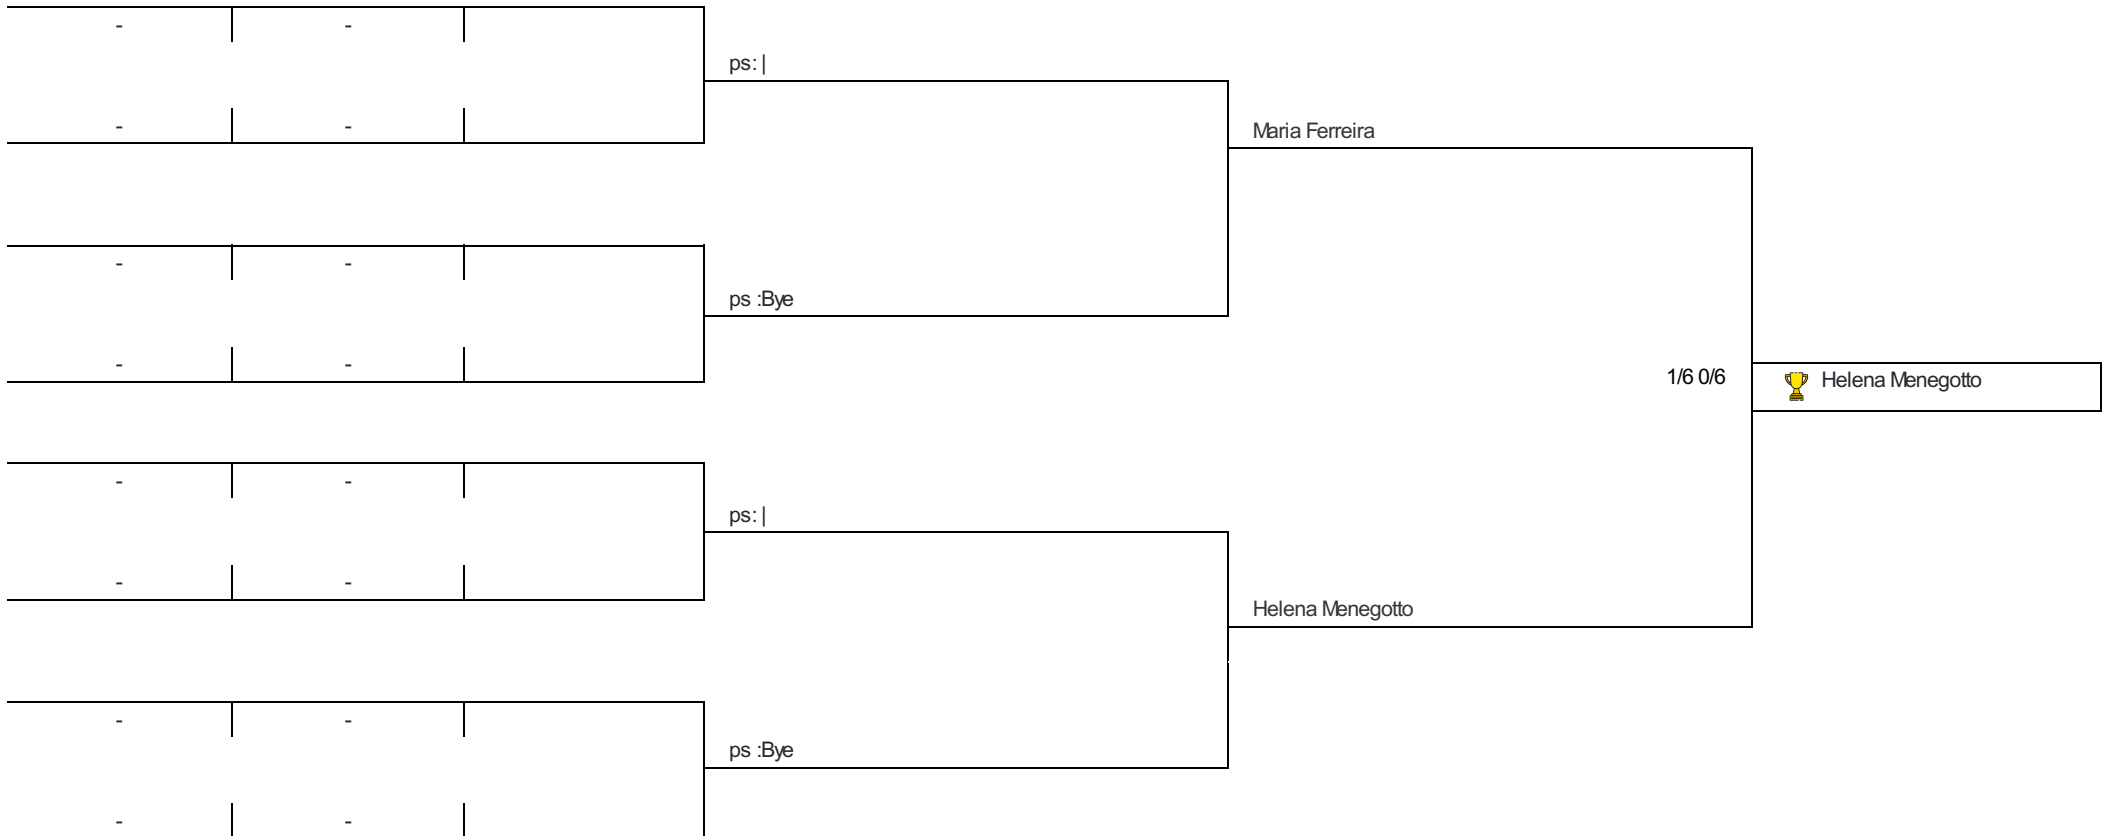 - -
ps: |
- -
Maria Ferreira
- -
ps :Bye
- -
1/6 0/6
Helena Menegotto
- -
ps: |
- -
Helena Menegotto
- -
ps :Bye
- -